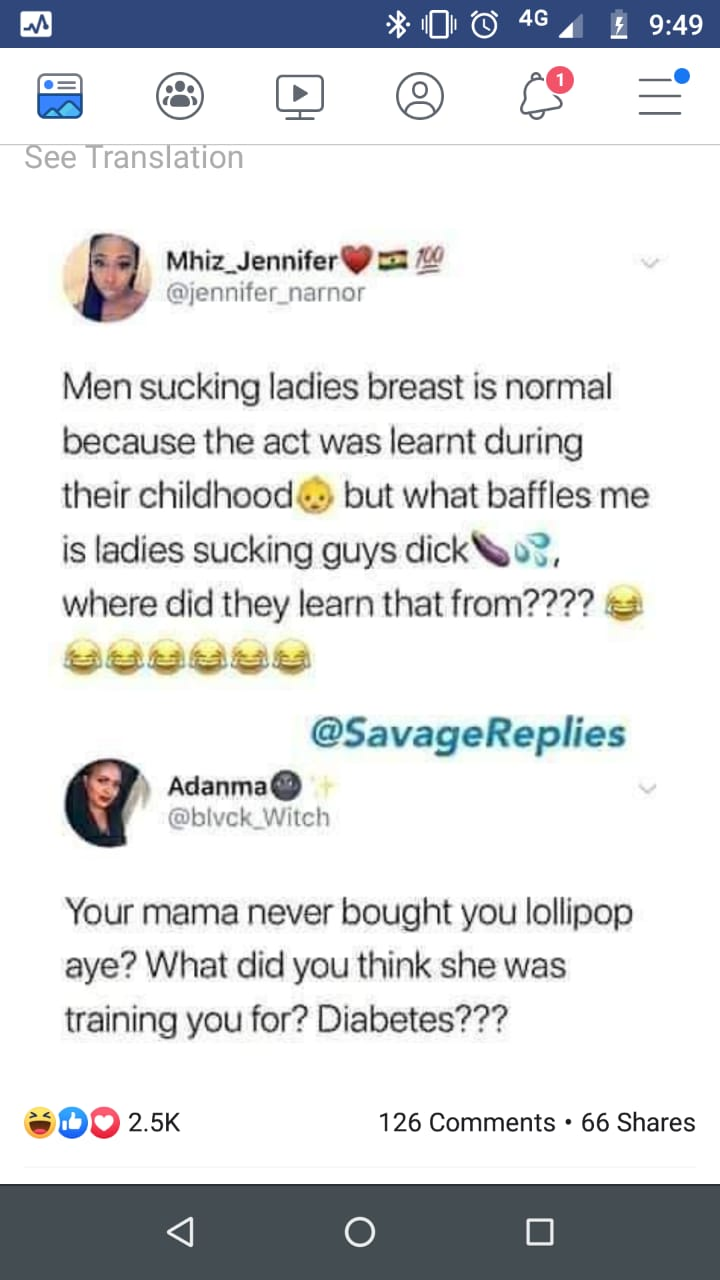 4G 9:49
1
See Translation
Mhiz_Jennifer❤️🇬🇭💯
@jennifer_narnor
Men sucking ladies breast is normal
because the act was learnt during
their childhood👶 but what baffles me
is ladies sucking guys dick🍆💦,
where did they learn that from???? 😂
😂😂😂😂😂😂
@SavageReplies
Adanma🌚✨
@blvck_Witch
Your mama never bought you lollipop
aye? What did you think she was
training you for? Diabetes???
2.5K 126 Comments • 66 Shares